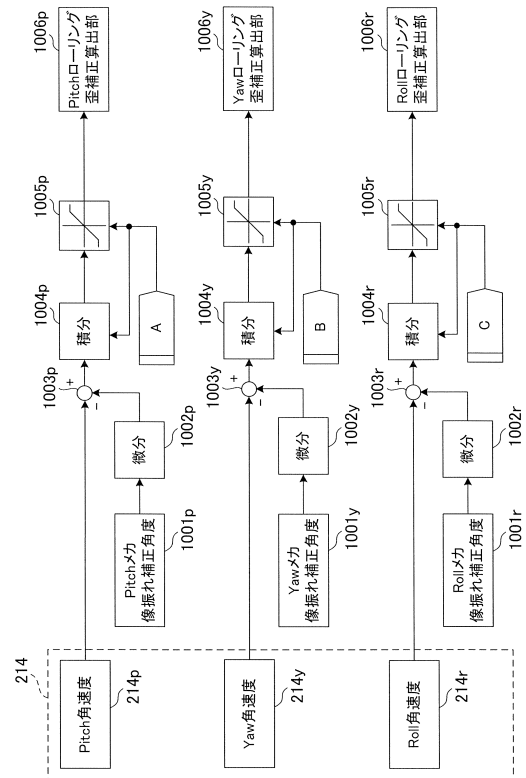 214
Pitch角速度
214p
Pitchメカ
像振れ補正角度
1001p
微分
1002p
1003p
+
−
積分
1004p
A
1005p
Pitchローリング
歪補正算出部
1006p
Yaw角速度
214y
Yawメカ
像振れ補正角度
1001y
微分
1002y
1003y
+
−
積分
1004y
B
1005y
Yawローリング
歪補正算出部
1006y
Roll角速度
214r
Rollメカ
像振れ補正角度
1001r
微分
1002r
1003r
+
−
積分
1004r
C
1005r
Rollローリング
歪補正算出部
1006r